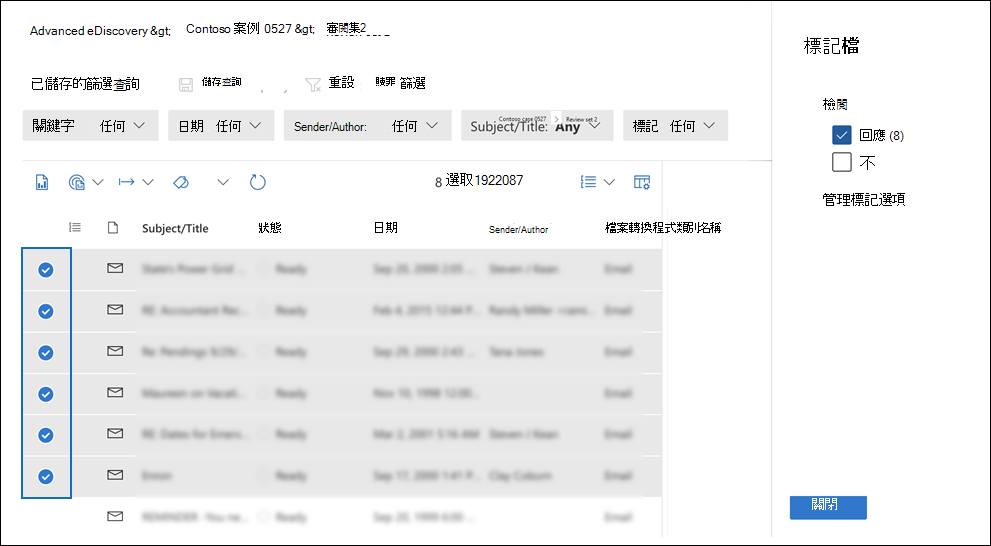 Advanced eDiscovery &gt; Contoso 案例 0527 &gt; 審閱集2
標記檔
已儲存的篩選查詢 儲存查詢 重設 賎罪 篩選
檢閱
關鍵字 任何 日期 任何 Sender/Author: 任何 Subject/Title: Any 標記 任何
Contoso case 0527 > Review set 2
回應 (8)
不
8 選取1922087
管理標記選項
Subject/Title 狀態 日期 Sender/Author 檔案轉換程式類別名稱
State's Power Grid ... Ready Sep 20, 2000 2:05 ... Steven J Kean Email
RE: Accountant Rec... Ready Feb 4, 2015 12:44 P... Randy Miller <rami... Email
Re: Pendings 9/29/... Ready Sep 29, 2000 2:43 ... Tana Jones Email
Maureen on Vacati... Ready Nov 10, 1998 12:00... Email
RE: Dates for Emers... Ready Mar 2, 2001 5:16 AM Steven J Kean Email
Enron Ready Sep 17, 2000 1:41 P... Clay Coburn Email
REMINDER -You ne... Ready Sep 20, 1999 6:00 ... Email
關閉